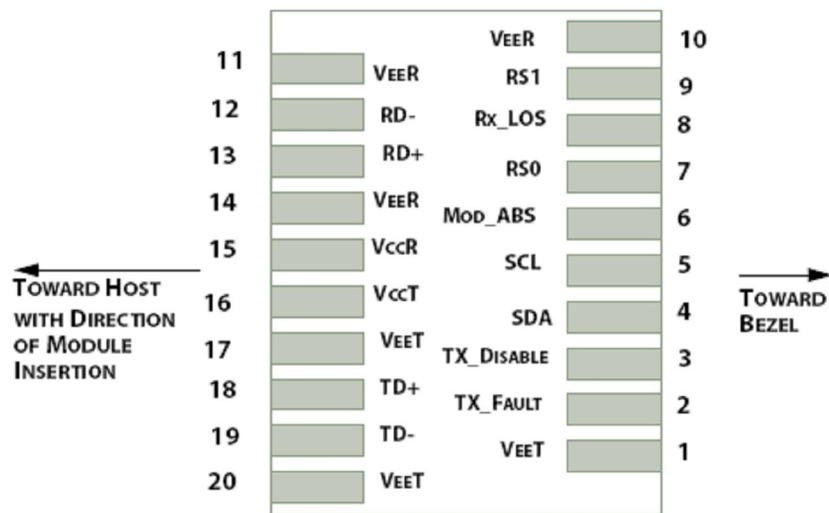 VEER 10
11 VEER
RS1 9
12 RD-
Rx_LOS 8
13 RD+
RS0 7
14 VEER
MOD_ABS 6
15 VCCR
SCL 5
TOWARD HOST
WITH DIRECTION
OF MODULE
INSERTION
TOWARD
BEZEL
16 VCCT
SDA 4
17 VEET
TX_DISABLE 3
18 TD+
TX_FAULT 2
19 TD-
VEET 1
20 VEET